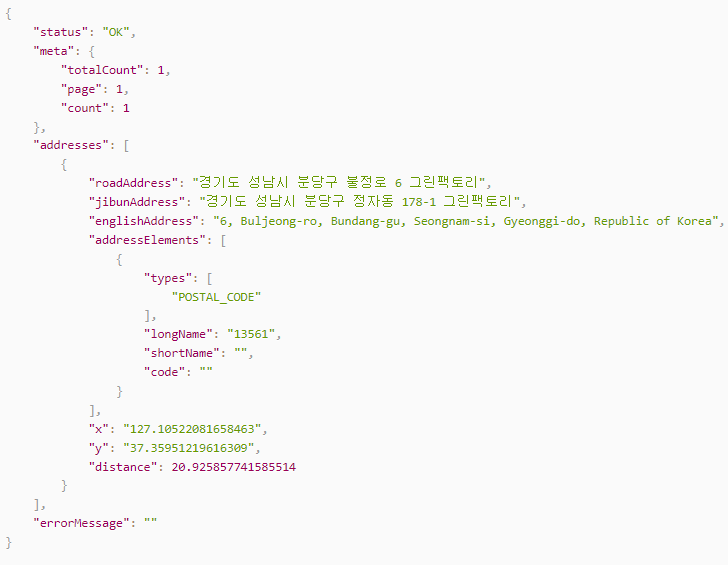 {
    "status": "OK",
    "meta": {
        "totalCount": 1,
        "page": 1,
        "count": 1
    },
    "addresses": [
        {
            "roadAddress": "경기도 성남시 분당구 불정로 6 그린팩토리",
            "jibunAddress": "경기도 성남시 분당구 정자동 178-1 그린팩토리",
            "englishAddress": "6, Buljeong-ro, Bundang-gu, Seongnam-si, Gyeonggi-do, Republic of Korea",
            "addressElements": [
                {
                    "types": [
                        "POSTAL_CODE"
                    ],
                    "longName": "13561",
                    "shortName": "",
                    "code": ""
                }
            ],
            "x": "127.10522081658463",
            "y": "37.35951219616309",
            "distance": 20.925857741585514
        }
    ],
    "errorMessage": ""
}